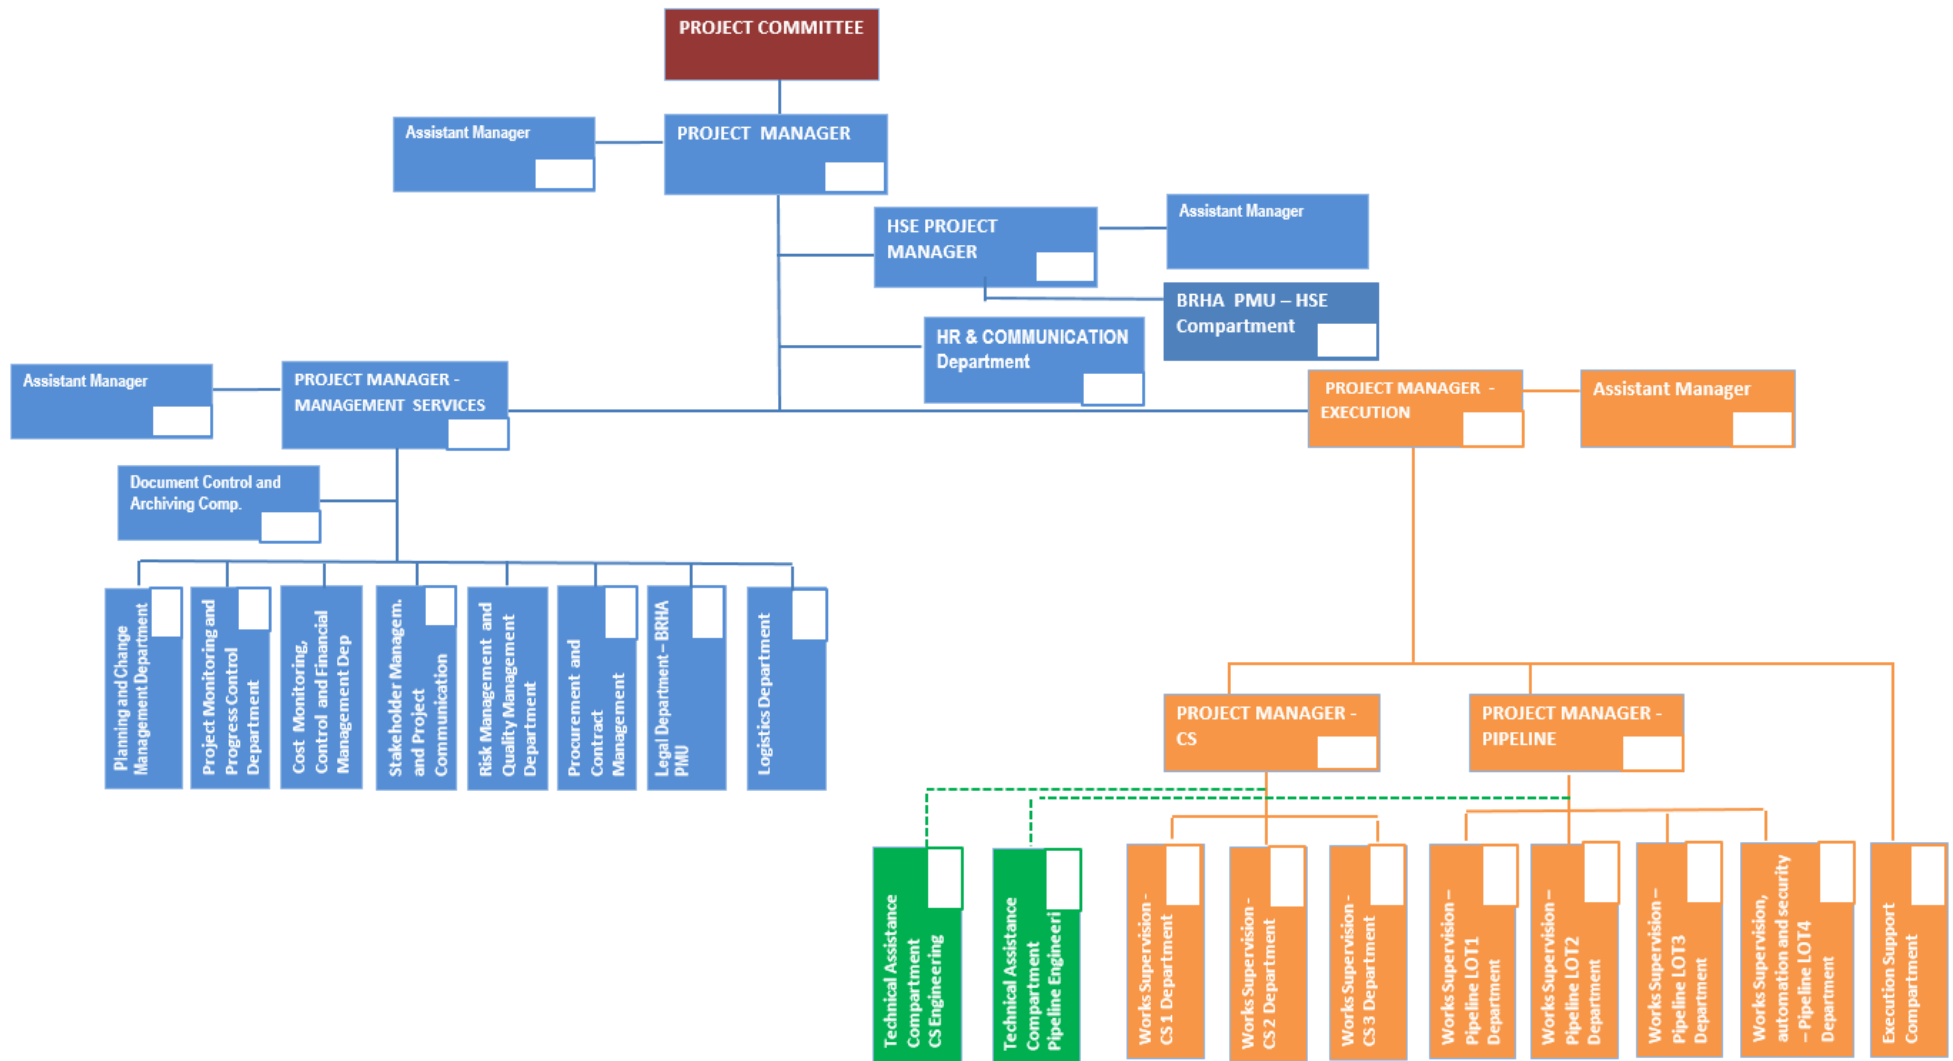 PROJECT COMMITTEE
Assistant Manager
PROJECT MANAGER
HSE PROJECT
MANAGER
Assistant Manager
BRHA PMU – HSE
Compartment
HR & COMMUNICATION
Department
Assistant Manager
PROJECT MANAGER -
MANAGEMENT SERVICES
PROJECT MANAGER -
EXECUTION
Assistant Manager
Document Control and
Archiving Comp.
Planning and Change
Management Department
Project Monitoring and
Progress Control
Department
Cost Monitoring,
Control and Financial
Management Dep
Stakeholder Managem.
and Project
Communication
Risk Management and
Quality Management
Department
Procurement and
Contract
Management
Legal Department – BRHA
PMU
Logistics Department
PROJECT MANAGER -
CS
PROJECT MANAGER -
PIPELINE
Technical Assistance
Compartment
CS Engineering
Technical Assistance
Compartment
Pipeline Engineeri
Works Supervision -
CS 1 Department
Works Supervision -
CS 2 Department
Works Supervision -
CS 3 Department
Works Supervision –
Pipeline LOT1
Department
Works Supervision –
Pipeline LOT2
Department
Works Supervision –
Pipeline LOT3
Department
Works Supervision,
automation and security
– Pipeline LOT4
Department
Execution Support
Compartment